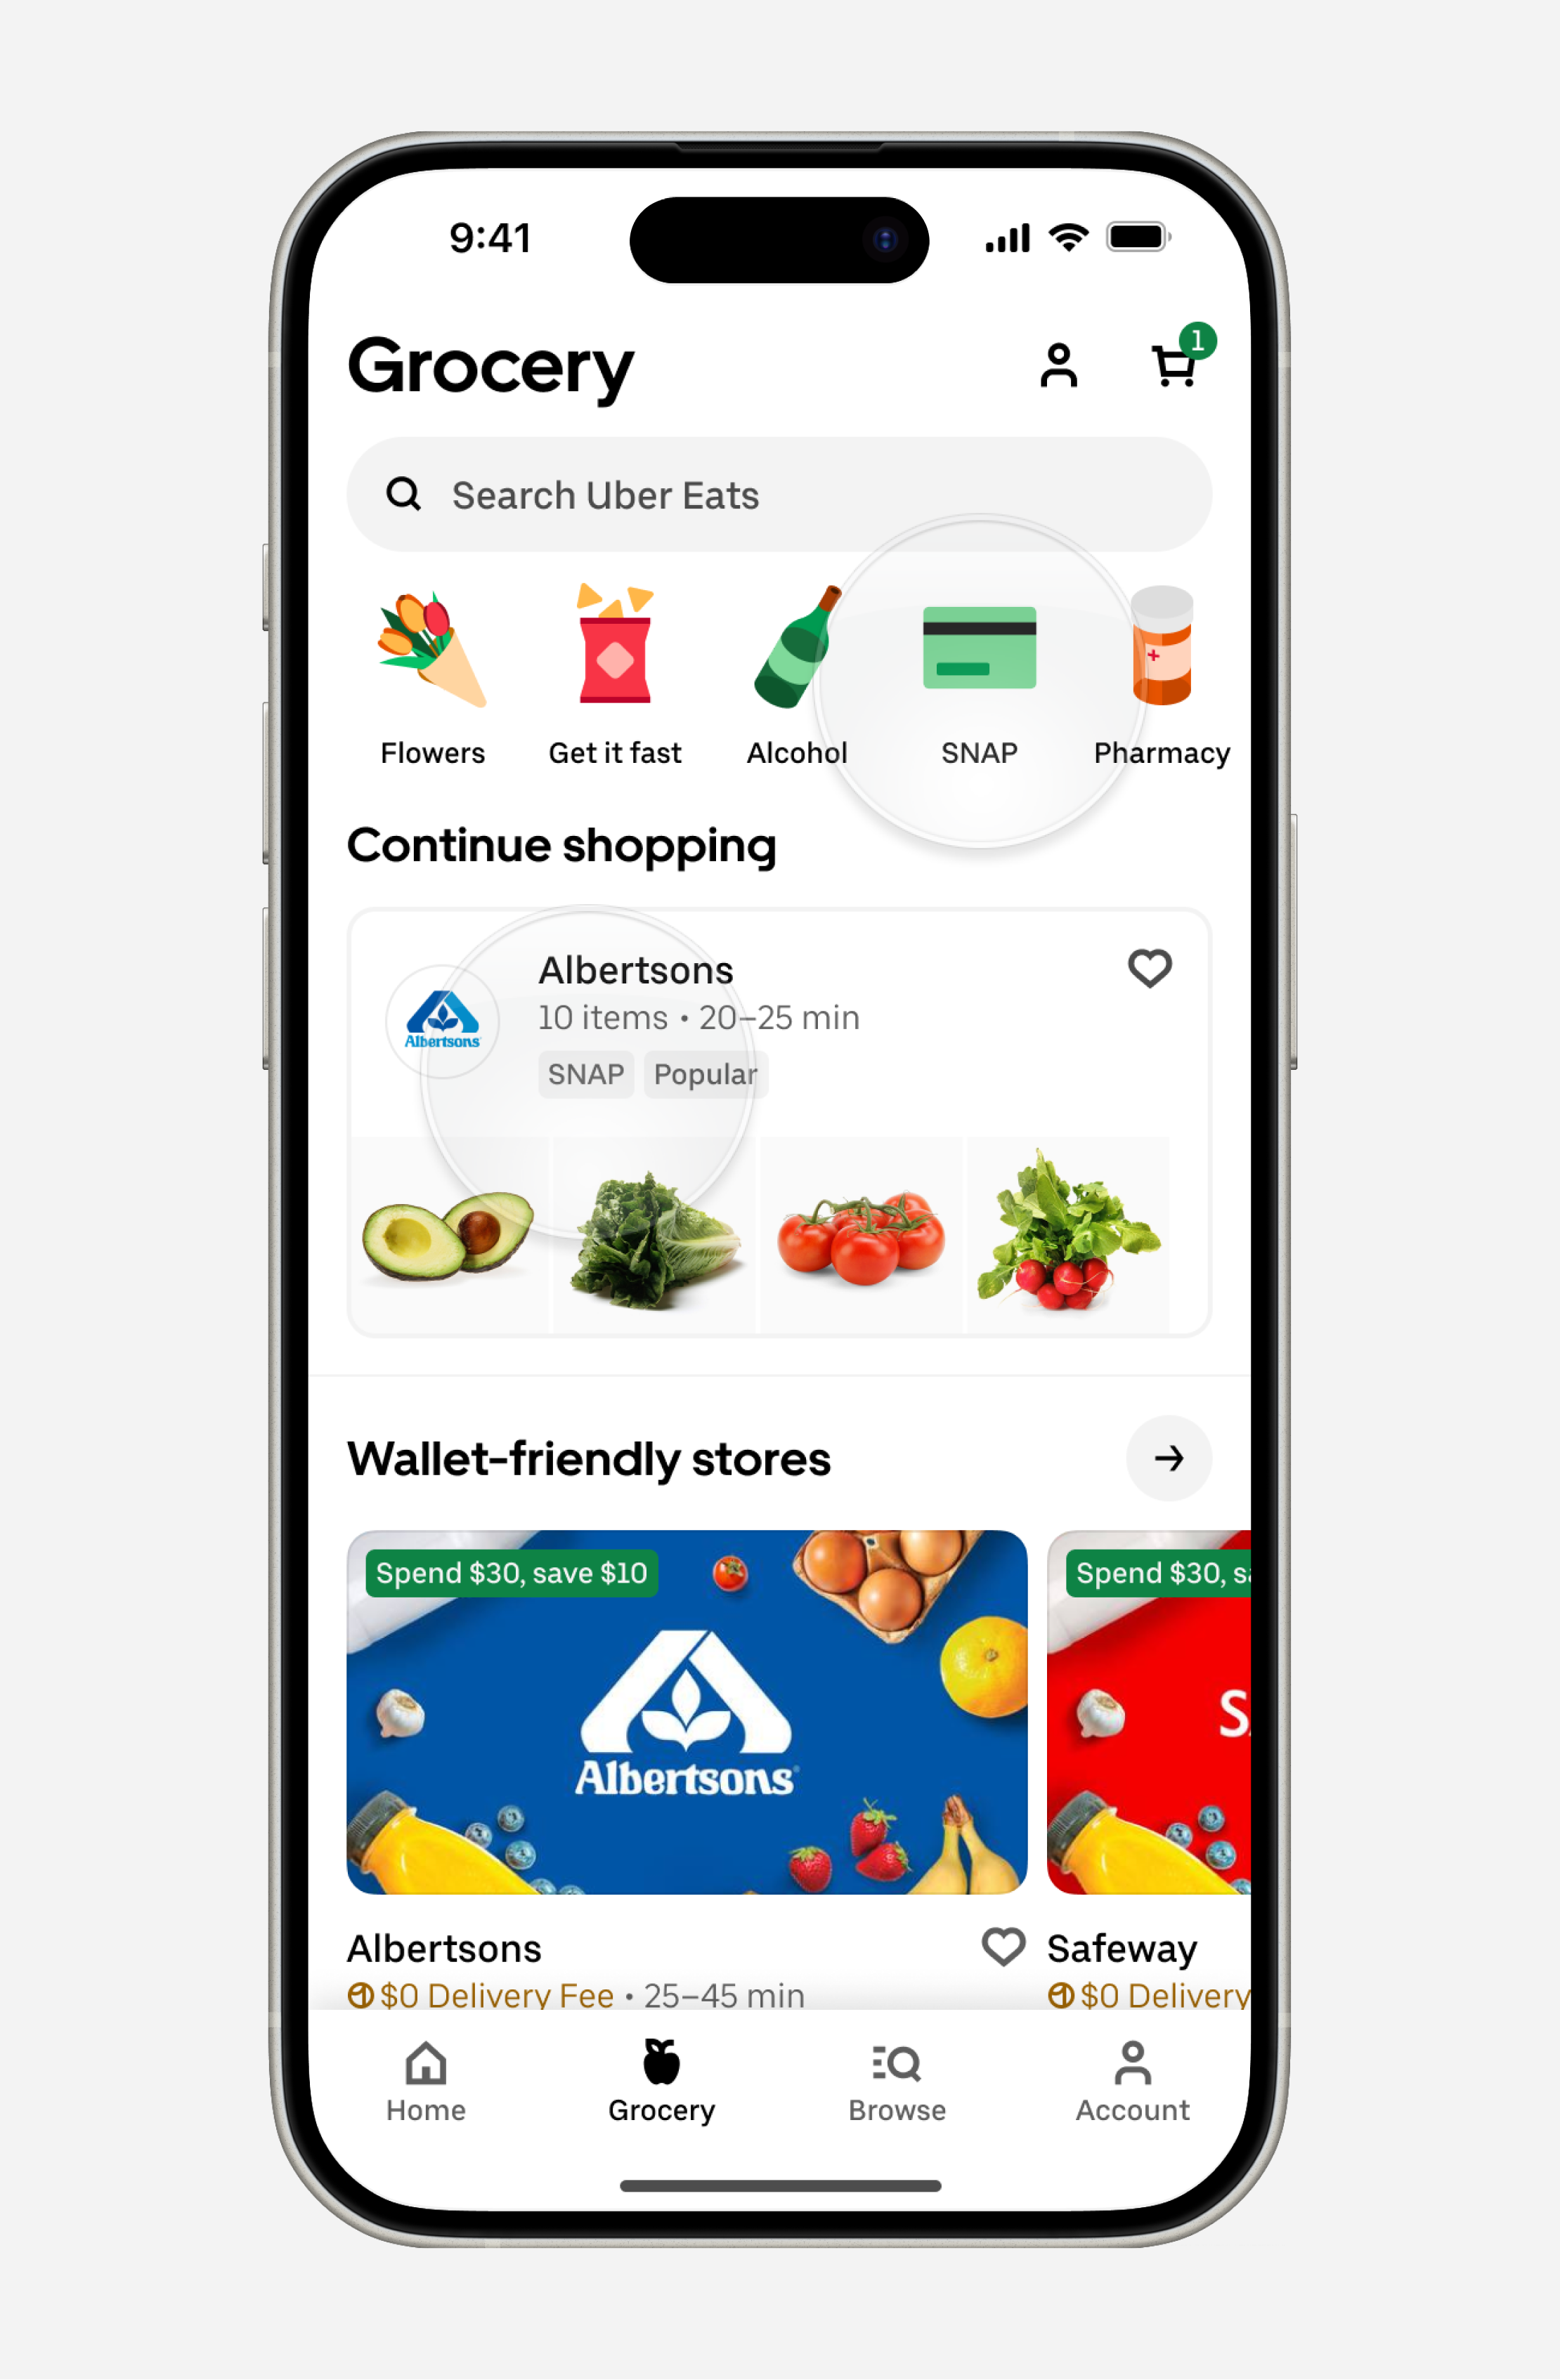 9:41
Grocery
1
Search Uber Eats
Flowers
Get it fast
Alcohol
SNAP
Pharmacy
Continue shopping
Albertsons
Albertsons
10 items • 20–25 min
SNAP
Popular
Wallet-friendly stores
Spend $30, save $10
Spend $30, sa
Albertsons
S
Albertsons
Safeway
$0 Delivery Fee • 25–45 min
$0 Delivery
Home
Grocery
Browse
Account